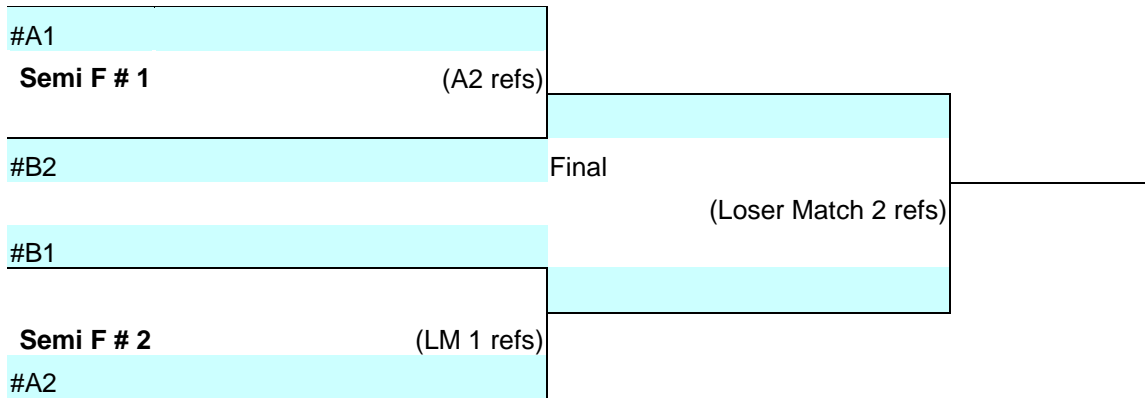 #A1
Semi F # 1 (A2 refs)
#B2 Final
(Loser Match 2 refs)
#B1
Semi F # 2 (LM 1 refs)
#A2